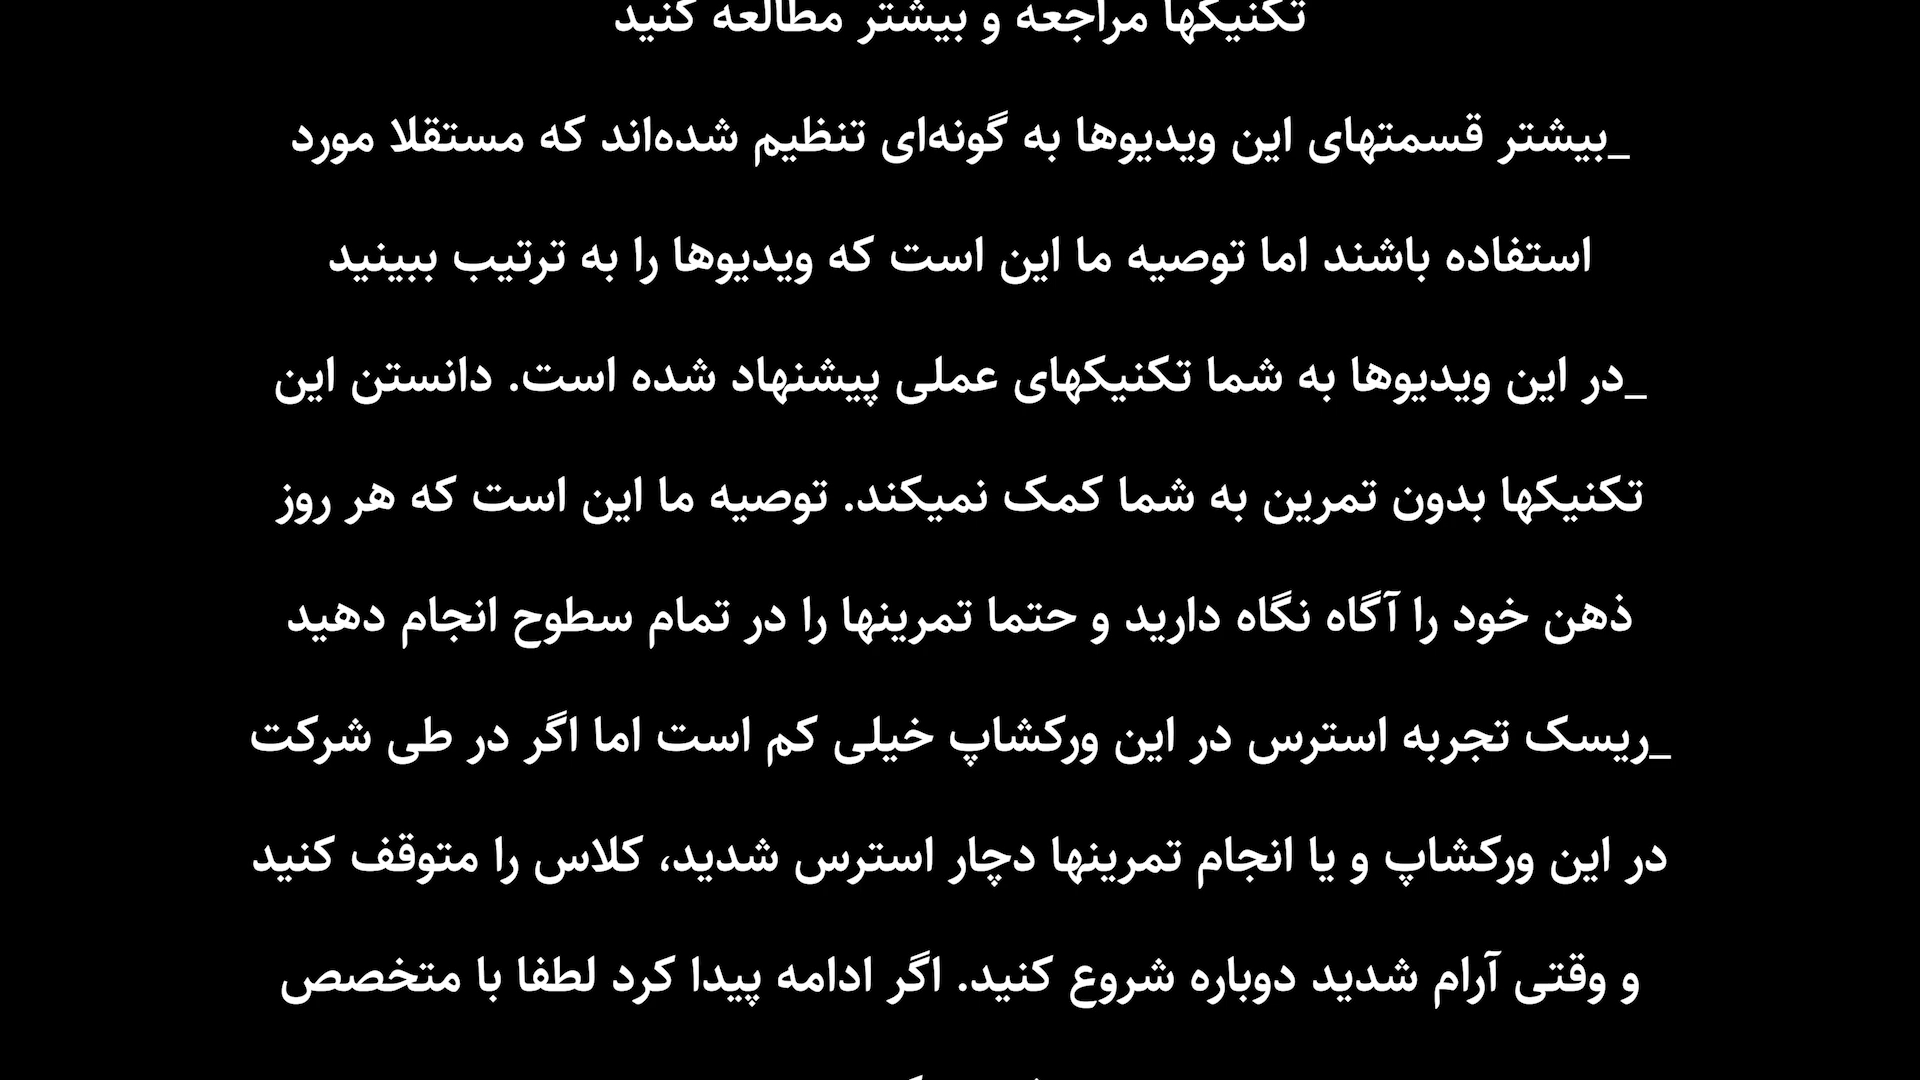 تکنیکها مراجعه و بیشتر مطالعه کنید
_بیشتر قسمتهای این ویدیوها به گونه‌ای تنظیم شده‌اند که مستقلا مورد
استفاده باشند اما توصیه ما این است که ویدیوها را به ترتیب ببینید
_در این ویدیوها به شما تکنیکهای عملی پیشنهاد شده است. دانستن این
تکنیکها بدون تمرین به شما کمک نمیکند. توصیه ما این است که هر روز
ذهن خود را آگاه نگاه دارید و حتما تمرینها را در تمام سطوح انجام دهید
_ریسک تجربه استرس در این ورکشاپ خیلی کم است اما اگر در طی شرکت
در این ورکشاپ و یا انجام تمرینها دچار استرس شدید، کلاس را متوقف کنید
و وقتی آرام شدید دوباره شروع کنید. اگر ادامه پیدا کرد لطفا با متخصص